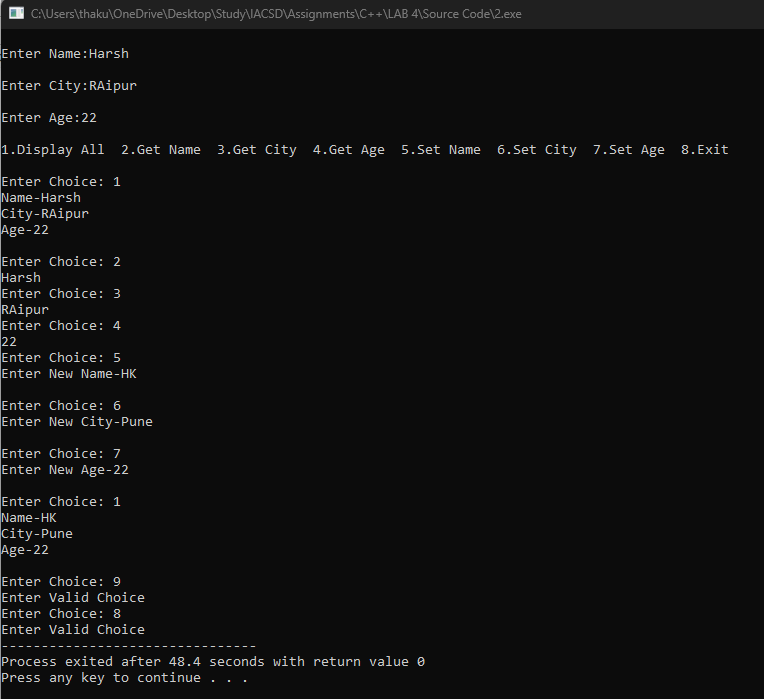 C:\Users\thaku\OneDrive\Desktop\Study\IACSD\Assignments\C++\LAB 4\Source Code\2.exe
Enter Name:Harsh
Enter City:RAipur
Enter Age:22
1.Display All  2.Get Name  3.Get City  4.Get Age  5.Set Name  6.Set City  7.Set Age  8.Exit
Enter Choice: 1
Name-Harsh
City-RAipur
Age-22
Enter Choice: 2
Harsh
Enter Choice: 3
RAipur
Enter Choice: 4
22
Enter Choice: 5
Enter New Name-HK
Enter Choice: 6
Enter New City-Pune
Enter Choice: 7
Enter New Age-22
Enter Choice: 1
Name-HK
City-Pune
Age-22
Enter Choice: 9
Enter Valid Choice
Enter Choice: 8
Enter Valid Choice
--------------------------------
Process exited after 48.4 seconds with return value 0
Press any key to continue . . .